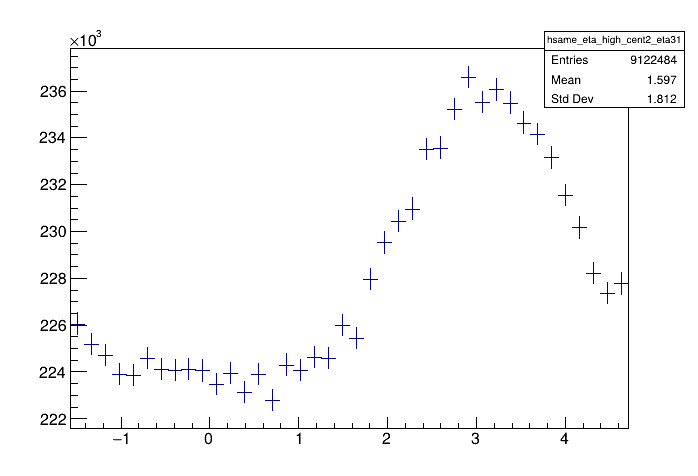 ×10³
hsame_eta_high_cent2_eta31
Entries 9122484
Mean 1.597
Std Dev 1.812
236
234
232
230
228
226
224
222
−1 0 1 2 3 4